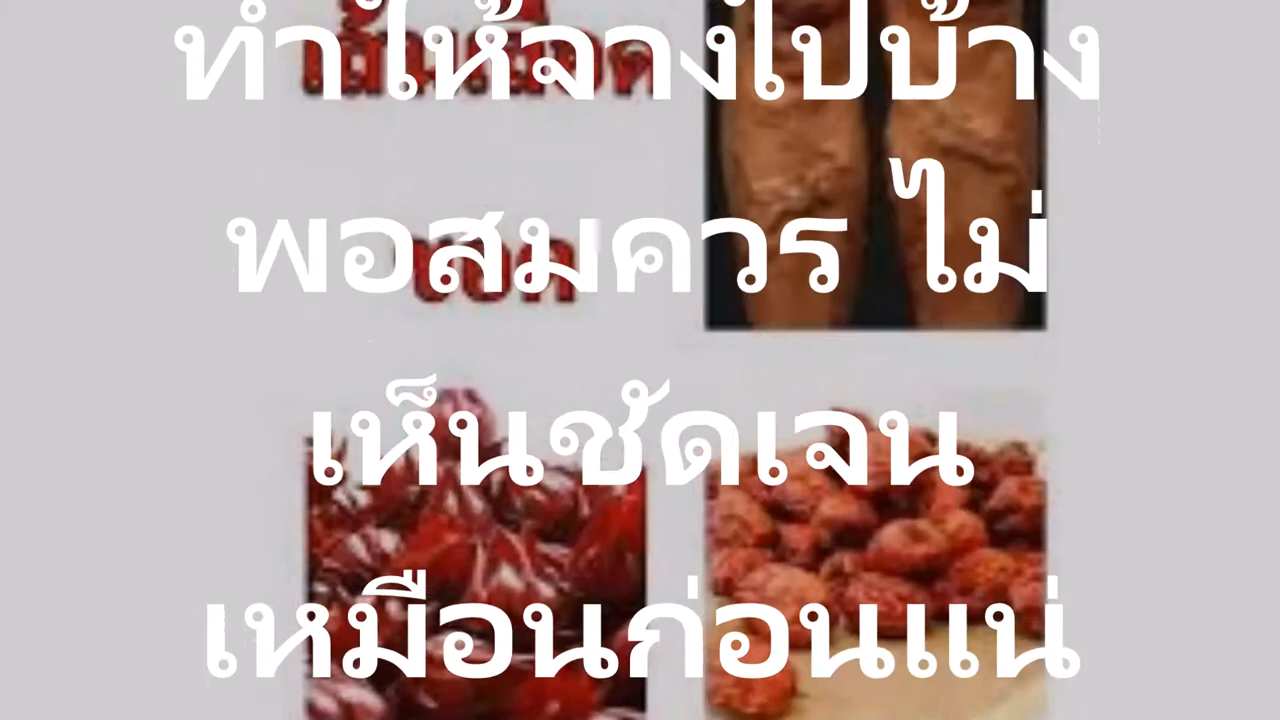 ทำให้จางไปบ้าง
พอสมควร ไม่
เห็นชัดเจน
เหมือนก่อนแน่